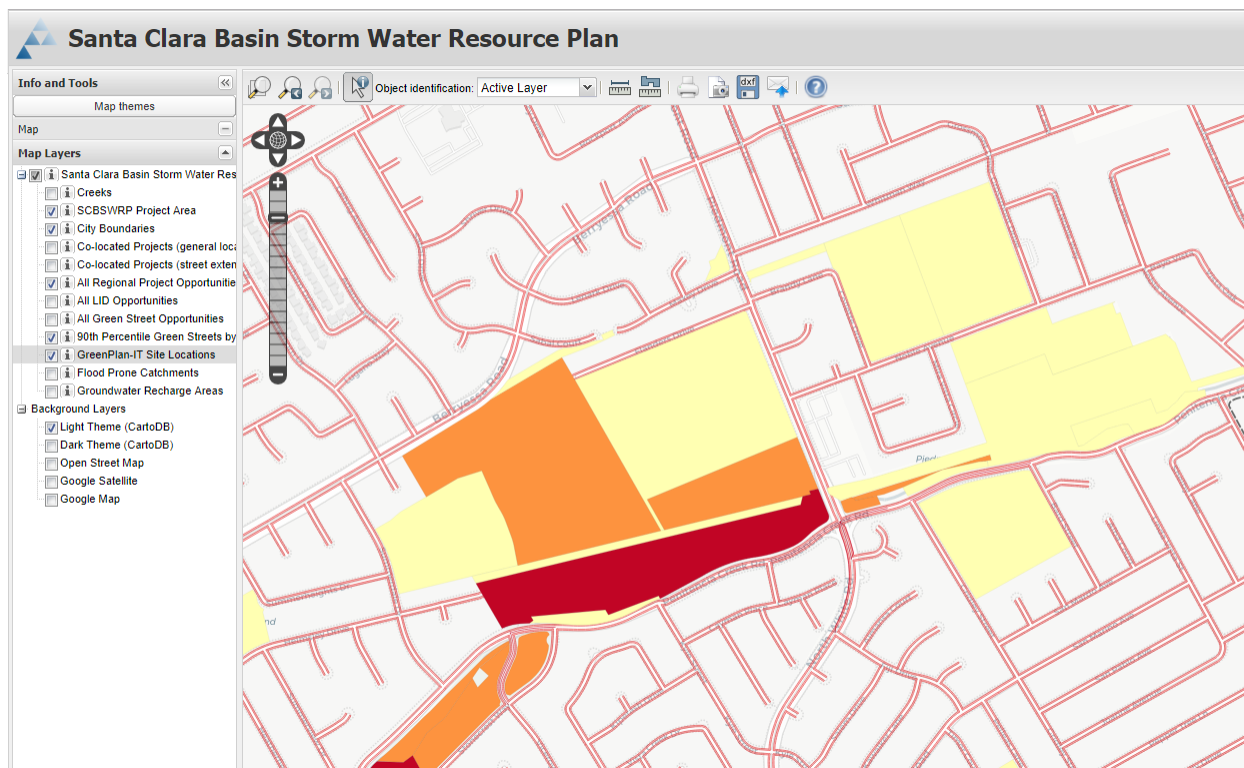 Santa Clara Basin Storm Water Resource Plan
Info and Tools
Map themes
Map
Map Layers
Santa Clara Basin Storm Water Res
Creeks
SCBSWRP Project Area
City Boundaries
Co-located Projects (general loca
Co-located Projects (street exten
All Regional Project Opportunitie
All LID Opportunities
All Green Street Opportunities
90th Percentile Green Streets by
GreenPlan-IT Site Locations
Flood Prone Catchments
Groundwater Recharge Areas
Background Layers
Light Theme (CartoDB)
Dark Theme (CartoDB)
Open Street Map
Google Satellite
Google Map
Object identification:
Active Layer
dxf
Berryessa Road
Berryessa Road
Penitencia Creek Rd